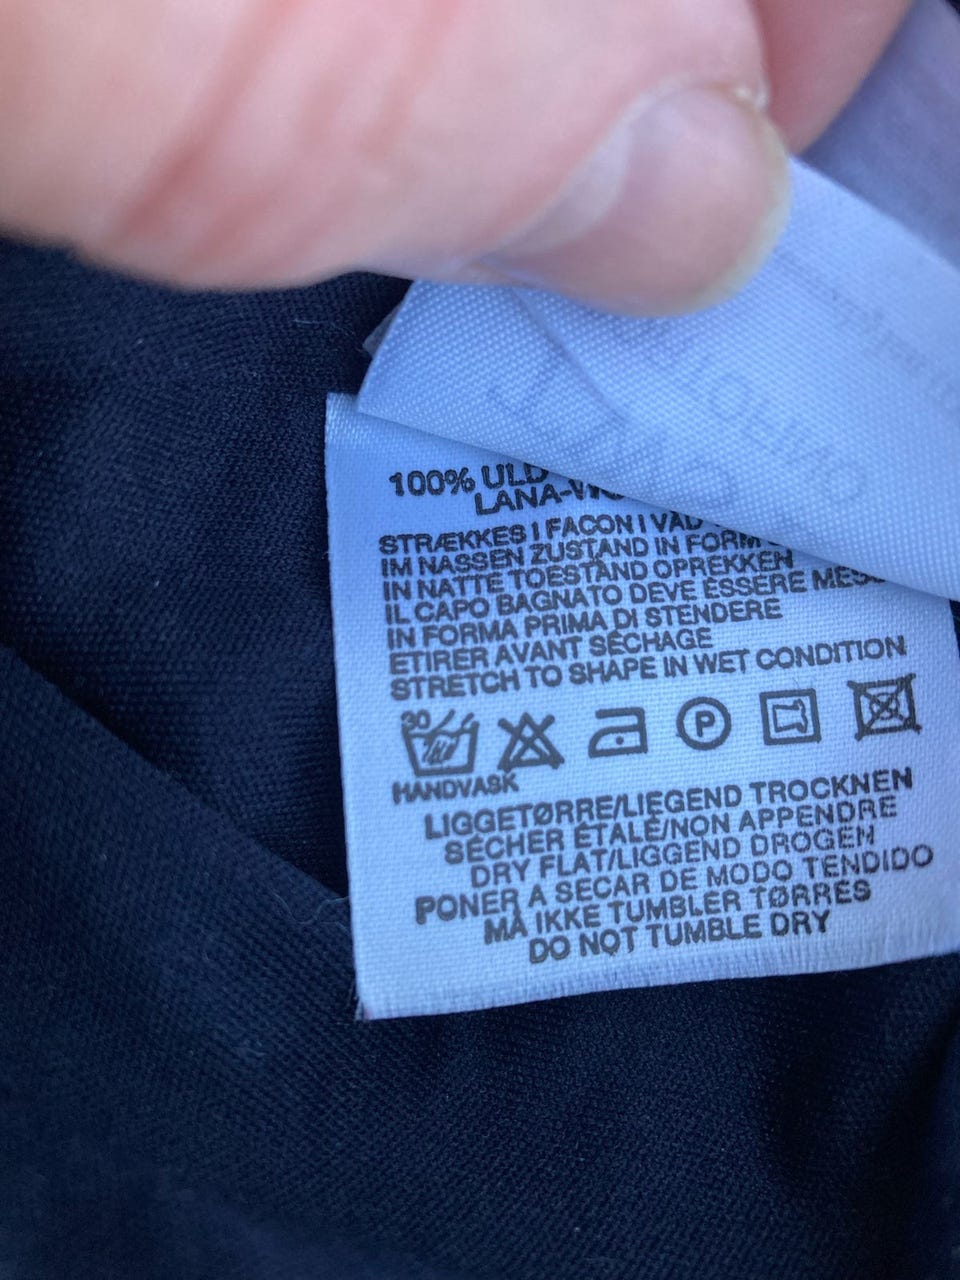 100% ULD
STRÆKKES I FACON I VÅD
IM NASSEN ZUSTAND IN FORM
IN NATTE TOESTAND OPREKKEN
IL CAPO BAGNATO DEVE ESSERE
IN FORMA PRIMA DI STENDERE
ETIRER AVANT SÉCHAGE
STRETCH TO SHAPE IN WET CONDITION
30
P
HANDVASK
LIGGETØRRE/LIEGEND TROCKNEN
SÉCHER ÉTALÉ/NON APPENDRE
DRY FLAT/LIGGEND DROGEN
PONER A SECAR DE MODO TENDIDO
MÅ IKKE TUMBLER TØRRES
DO NOT TUMBLE DRY